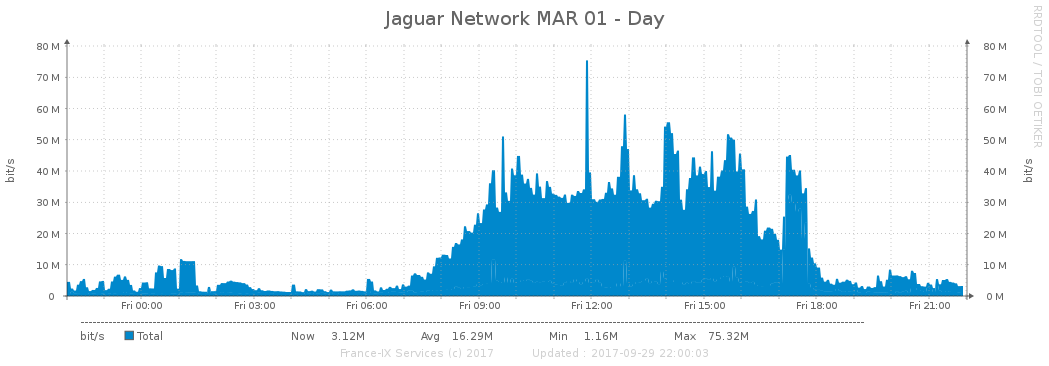 Jaguar Network MAR 01 - Day
RRDTOOL / TOBI OETIKER
bit/s
80 M
70 M
60 M
50 M
40 M
30 M
20 M
10 M
0
80 M
70 M
60 M
50 M
40 M
30 M
20 M
10 M
0 M
bit/s
Fri 00:00 Fri 03:00 Fri 06:00 Fri 09:00 Fri 12:00 Fri 15:00 Fri 18:00 Fri 21:00
bit/s Total Now 3.12M Avg 16.29M Min 1.16M Max 75.32M
France-IX Services (c) 2017 Updated : 2017-09-29 22:00:03